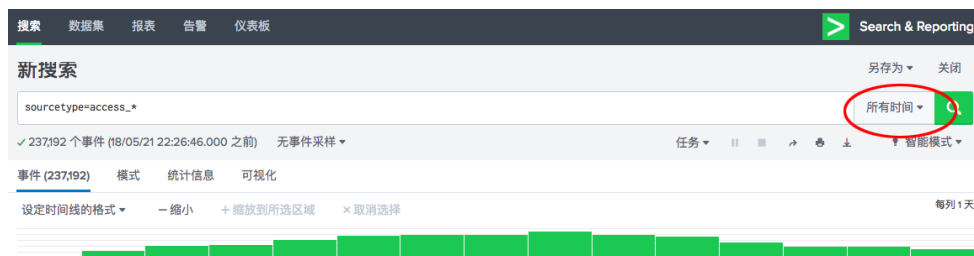 搜索 数据集 报表 告警 仪表板 Search & Reporting
新搜索 另存为 关闭
sourcetype=access_* 所有时间
237,192 个事件 (18/05/21 22:26:46.000 之前) 无事件采样 任务 智能模式
事件 (237,192) 模式 统计信息 可视化
设定时间线的格式 — 缩小 + 缩放到所选区域 × 取消选择 每列 1 天